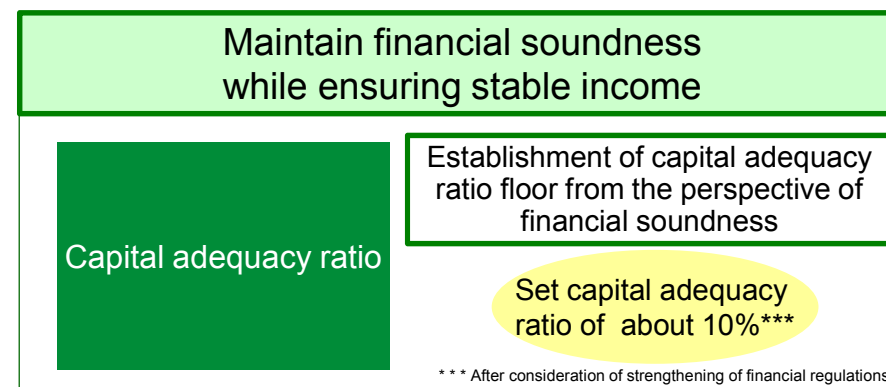 Maintain financial soundness
while ensuring stable income
Capital adequacy ratio
Establishment of capital adequacy
ratio floor from the perspective of
financial soundness
Set capital adequacy
ratio of about 10%***
* * * After consideration of strengthening of financial regulations